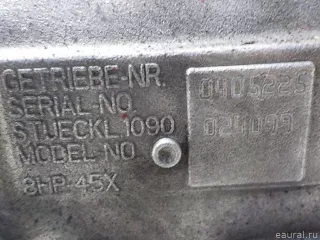 GETRIEBE-NR.
SERIAL NO.
STUECKL.1090
MODEL NO
8HP-45X
0405225
024099
eaural.ru